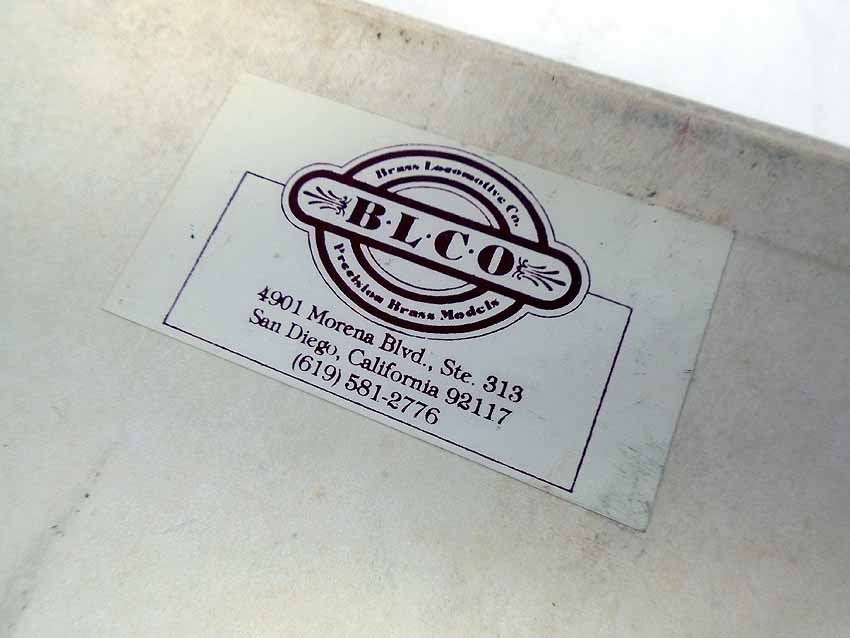 Brass Locomotive Co.
B·L·C·O
Precision Brass Models
4901 Morena Blvd., Ste. 313
San Diego, California 92117
(619) 581-2776